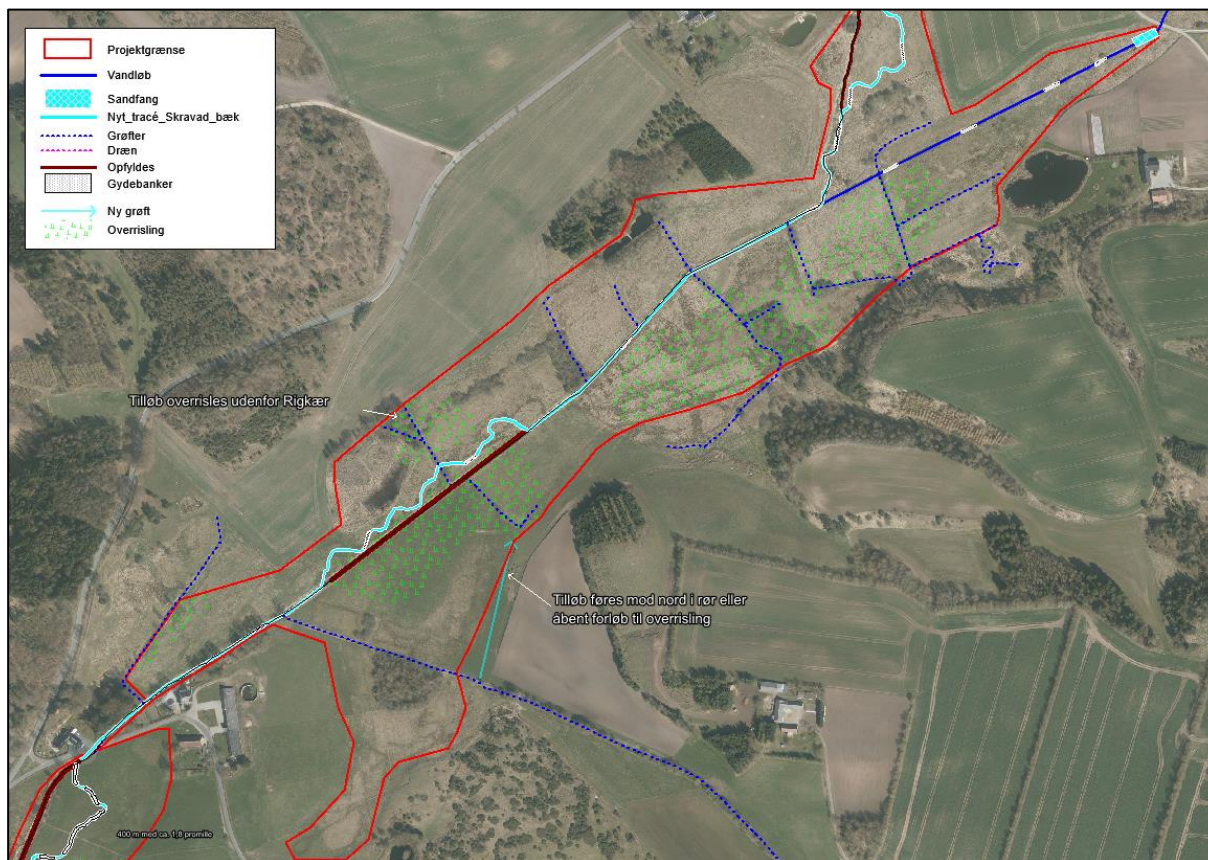 Projektgrænse
Vandløb
Sandfang
Nyt_tracé_Skravad_bæk
Grøfter
Dræn
Opfyldes
Gydebanker
Ny grøft
Overrisling
Tilløb overrisles udenfor Rigkær
Tilløb føres mod nord i rør eller
åbent forløb til overrisling
400 m med ca. 1,8 promille